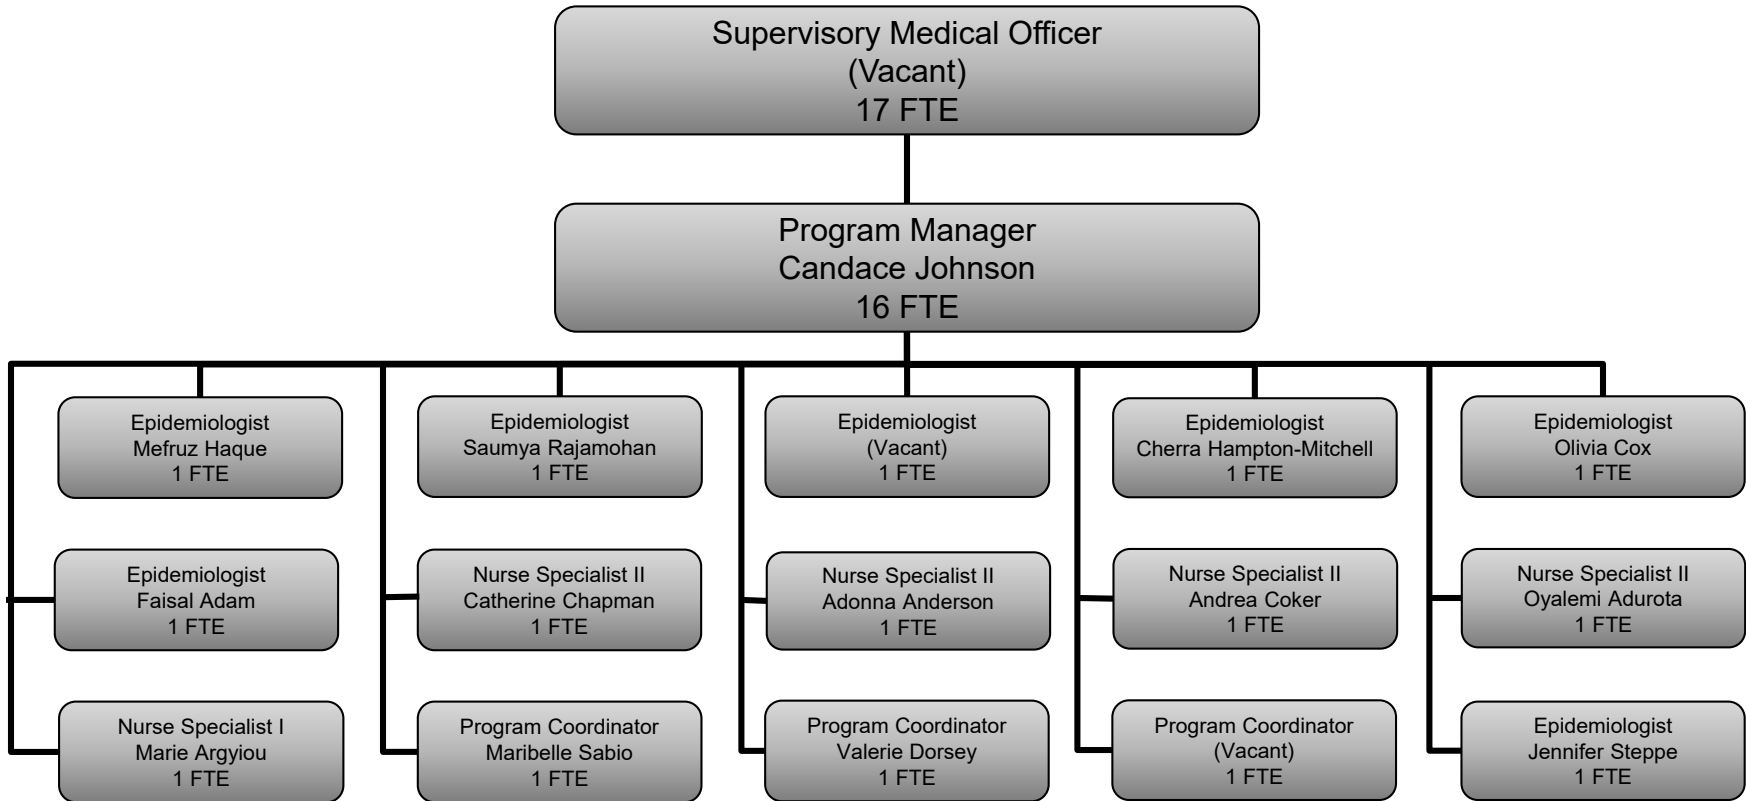 Supervisory Medical Officer
(Vacant)
17 FTE
Program Manager
Candace Johnson
16 FTE
Epidemiologist
Mefruz Haque
1 FTE
Epidemiologist
Saumya Rajamohan
1 FTE
Epidemiologist
(Vacant)
1 FTE
Epidemiologist
Cherra Hampton-Mitchell
1 FTE
Epidemiologist
Olivia Cox
1 FTE
Epidemiologist
Faisal Adam
1 FTE
Nurse Specialist II
Catherine Chapman
1 FTE
Nurse Specialist II
Adonna Anderson
1 FTE
Nurse Specialist II
Andrea Coker
1 FTE
Nurse Specialist II
Oyalemi Adurota
1 FTE
Nurse Specialist I
Marie Argyiou
1 FTE
Program Coordinator
Maribelle Sabio
1 FTE
Program Coordinator
Valerie Dorsey
1 FTE
Program Coordinator
(Vacant)
1 FTE
Epidemiologist
Jennifer Steppe
1 FTE